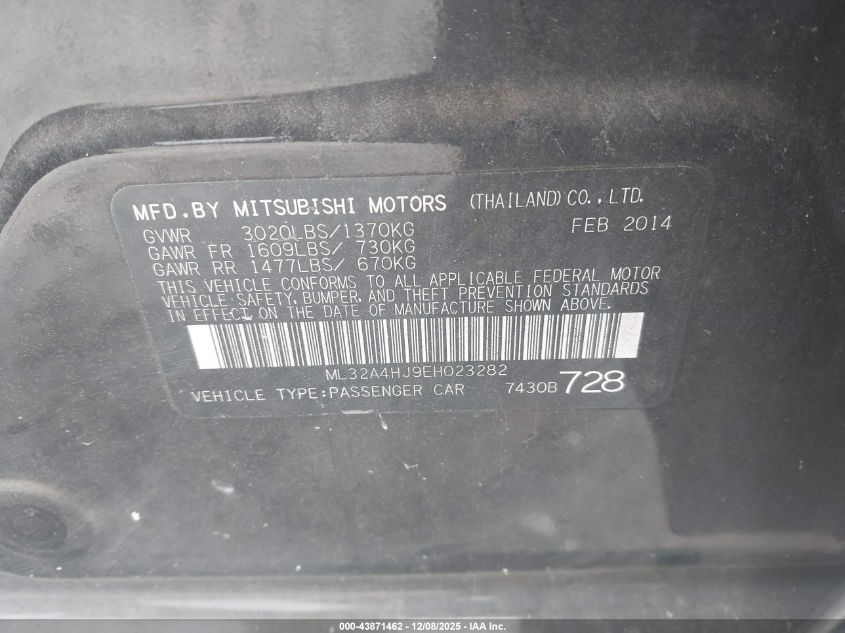 MFD.BY MITSUBISHI MOTORS (THAILAND) CO.,LTD.
GVWR 3020LBS/1370KG FEB 2014
GAWR FR 1609LBS/ 730KG
GAWR RR 1477LBS/ 670KG
THIS VEHICLE CONFORMS TO ALL APPLICABLE FEDERAL MOTOR
VEHICLE SAFETY, BUMPER, AND THEFT PREVENTION STANDARDS
IN EFFECT ON THE DATE OF MANUFACTURE SHOWN ABOVE.
ML32A4HJ9EH023282
VEHICLE TYPE:PASSENGER CAR 7430B 728
000-43871462 - 12/08/2025 - IAA Inc.